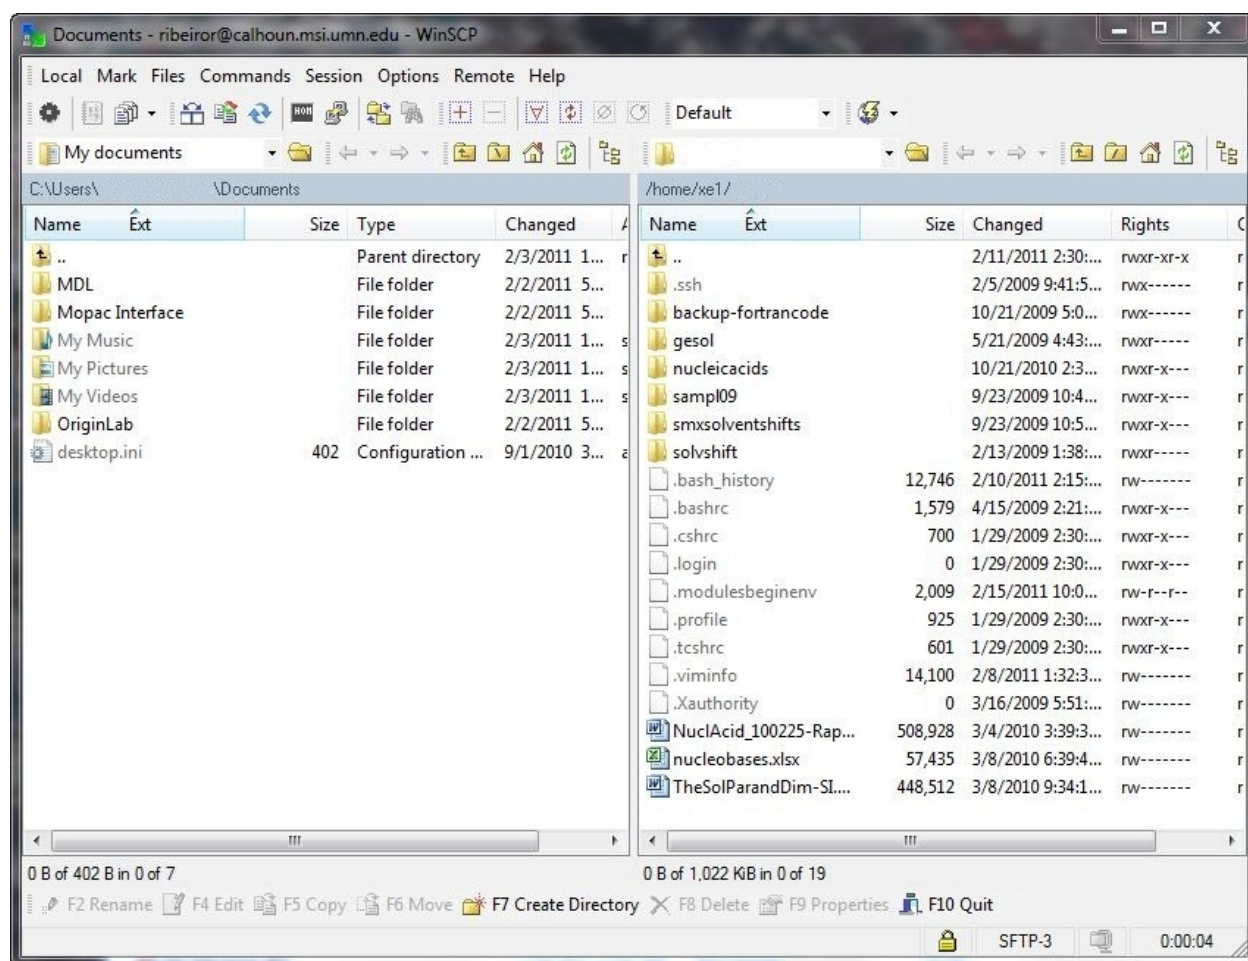 Documents - ribeiror@calhoun.msi.umn.edu - WinSCP
Local Mark Files Commands Session Options Remote Help
Default
My documents
C:\Users\ \Documents
Name Ext Size Type Changed
.. Parent directory 2/3/2011 1...
MDL File folder 2/2/2011 5...
Mopac Interface File folder 2/2/2011 5...
My Music File folder 2/3/2011 1... s
My Pictures File folder 2/3/2011 1... s
My Videos File folder 2/3/2011 1... s
OriginLab File folder 2/2/2011 5...
desktop.ini 402 Configuration ... 9/1/2010 3... a
0 B of 402 B in 0 of 7
/home/xe1/
Name Ext Size Changed Rights
.. 2/11/2011 2:30:... rwxr-xr-x r
.ssh 2/5/2009 9:41:5... rwx------ r
backup-fortrancode 10/21/2009 5:0... rwx------ r
gesol 5/21/2009 4:43:... rwxr----- r
nucleicacids 10/21/2010 2:3... rwxr-x--- r
sampl09 9/23/2009 10:4... rwxr-x--- r
smxsolventshifts 9/23/2009 10:5... rwxr-x--- r
solvshift 2/13/2009 1:38:... rwxr----- r
.bash_history 12,746 2/10/2011 2:15:... rw------- r
.bashrc 1,579 4/15/2009 2:21:... rwxr-x--- r
.cshrc 700 1/29/2009 2:30:... rwxr-x--- r
.login 0 1/29/2009 2:30:... rwxr-x--- r
.modulesbeginenv 2,009 2/15/2011 10:0... rw-r--r-- r
.profile 925 1/29/2009 2:30:... rwxr-x--- r
.tcshrc 601 1/29/2009 2:30:... rwxr-x--- r
.viminfo 14,100 2/8/2011 1:32:3... rw------- r
.Xauthority 0 3/16/2009 5:51:... rw------- r
NuclAcid_100225-Rap... 508,928 3/4/2010 3:39:3... rw------- r
nucleobases.xlsx 57,435 3/8/2010 6:39:4... rw------- r
TheSolParandDim-SI.... 448,512 3/8/2010 9:34:1... rw------- r
0 B of 1,022 KiB in 0 of 19
F2 Rename F4 Edit F5 Copy F6 Move F7 Create Directory F8 Delete F9 Properties F10 Quit
SFTP-3 0:00:04